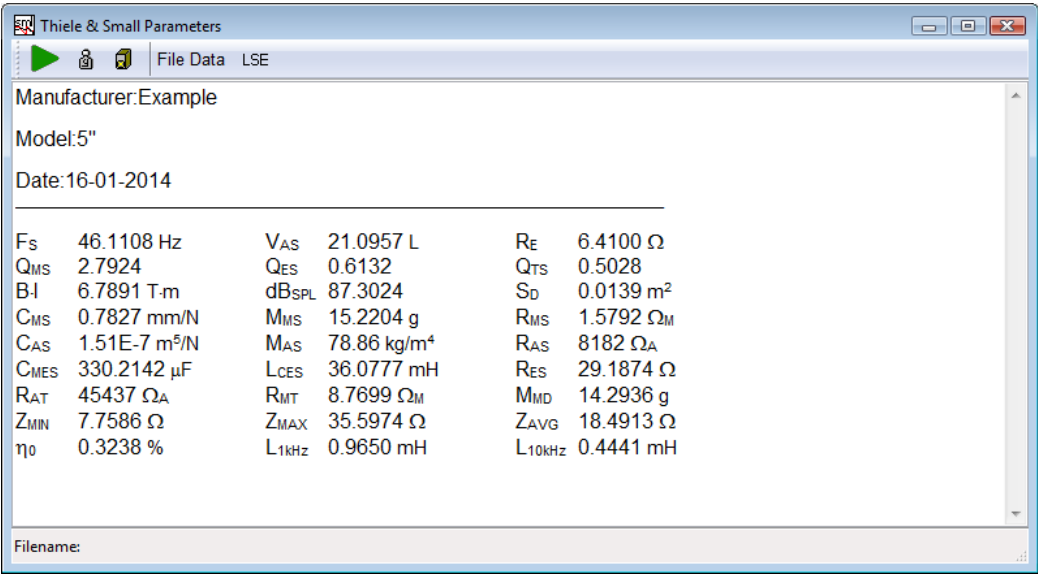 Thiele & Small Parameters
File Data LSE
Manufacturer:Example
Model:5"
Date:16-01-2014
Fs 46.1108 Hz VAS 21.0957 L RE 6.4100 Ω
QMS 2.7924 QES 0.6132 QTS 0.5028
B·l 6.7891 T·m dBSPL 87.3024 SD 0.0139 m²
CMS 0.7827 mm/N MMS 15.2204 g RMS 1.5792 ΩM
CAS 1.51E-7 m⁵/N MAS 78.86 kg/m⁴ RAS 8182 ΩA
CMES 330.2142 µF LCES 36.0777 mH RES 29.1874 Ω
RAT 45437 ΩA RMT 8.7699 ΩM MMD 14.2936 g
ZMIN 7.7586 Ω ZMAX 35.5974 Ω ZAVG 18.4913 Ω
η0 0.3238 % L1kHz 0.9650 mH L10kHz 0.4441 mH
Filename: